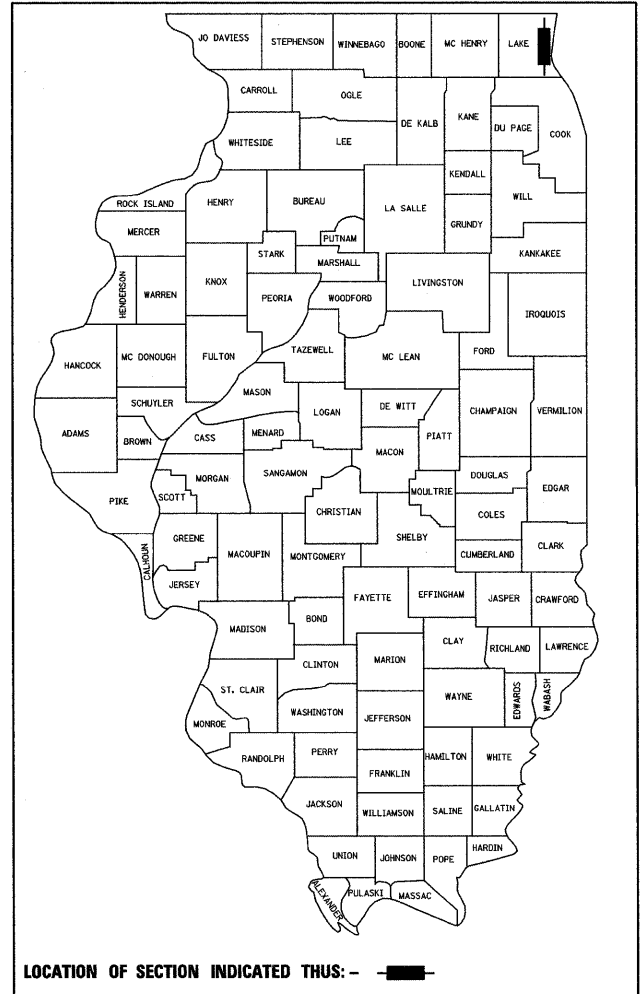 JO DAVIESS
STEPHENSON
WINNEBAGO
BOONE
MC HENRY
LAKE
CARROLL
OGLE
DE KALB
KANE
DU PAGE
COOK
WHITESIDE
LEE
KENDALL
WILL
ROCK ISLAND
HENRY
BUREAU
LA SALLE
GRUNDY
MERCER
PUTNAM
STARK
MARSHALL
KANKAKEE
HENDERSON
WARREN
KNOX
PEORIA
WOODFORD
LIVINGSTON
IROQUOIS
FORD
HANCOCK
MC DONOUGH
FULTON
TAZEWELL
MC LEAN
MASON
SCHUYLER
LOGAN
DE WITT
CHAMPAIGN
VERMILION
ADAMS
BROWN
CASS
MENARD
MACON
PIATT
SANGAMON
MORGAN
DOUGLAS
EDGAR
PIKE
SCOTT
MOULTRIE
CHRISTIAN
COLES
GREENE
SHELBY
CALHOUN
MACOUPIN
MONTGOMERY
CUMBERLAND
CLARK
JERSEY
FAYETTE
EFFINGHAM
JASPER
CRAWFORD
BOND
MADISON
CLAY
RICHLAND
LAWRENCE
CLINTON
MARION
ST. CLAIR
WAYNE
EDWARDS
WABASH
WASHINGTON
JEFFERSON
MONROE
RANDOLPH
PERRY
HAMILTON
WHITE
FRANKLIN
JACKSON
WILLIAMSON
SALINE
GALLATIN
UNION
JOHNSON
POPE
HARDIN
ALEXANDER
PULASKI
MASSAC
LOCATION OF SECTION INDICATED THUS: -